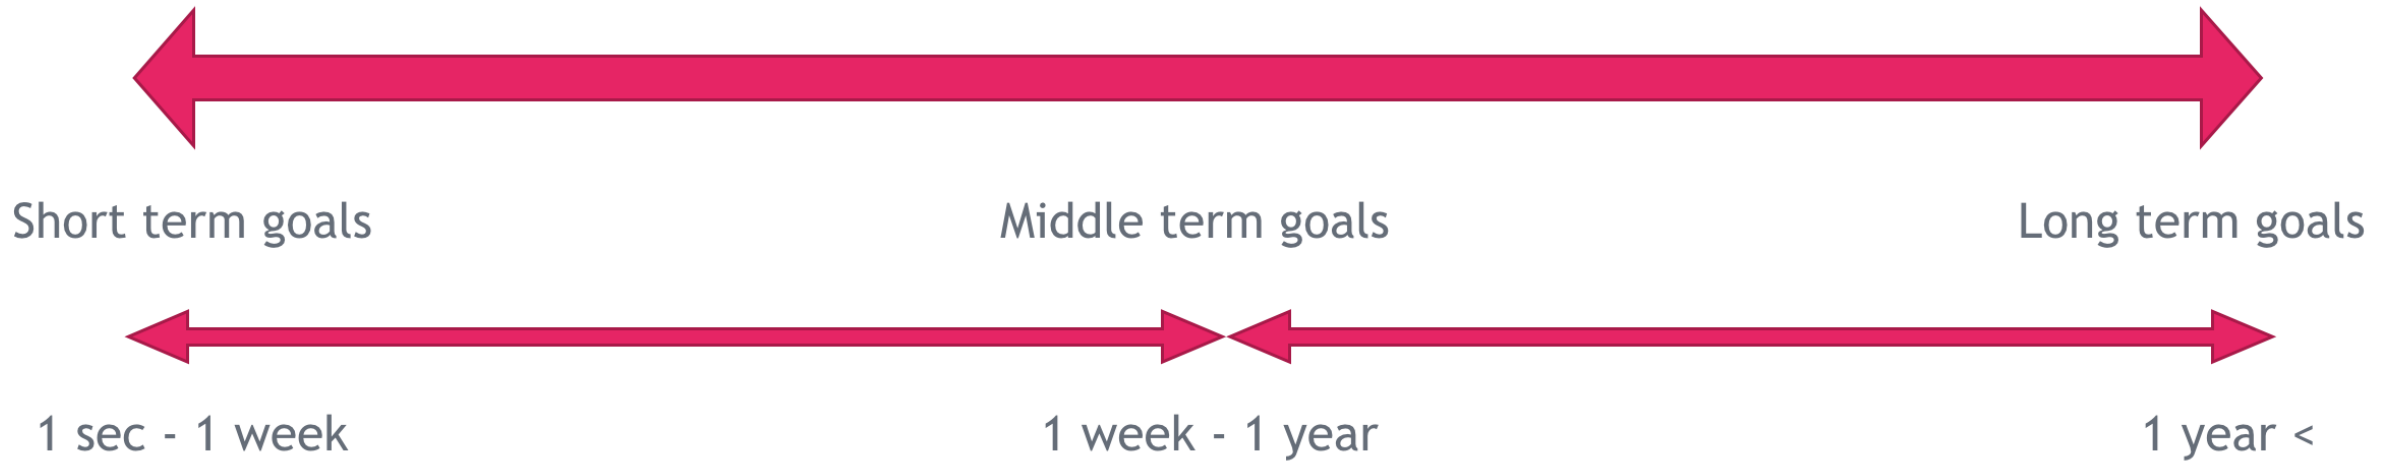 Short term goals
Middle term goals
Long term goals
1 sec - 1 week
1 week - 1 year
1 year <